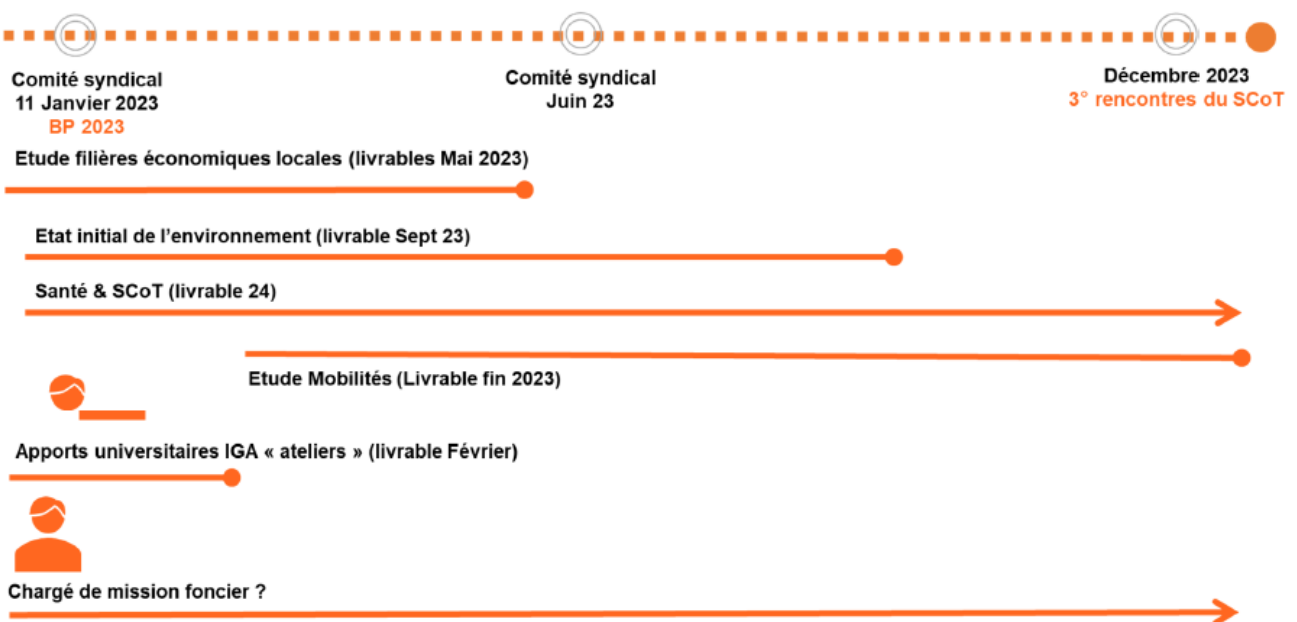 Comité syndical
11 Janvier 2023
BP 2023
Comité syndical
Juin 23
Décembre 2023
3° rencontres du SCoT
Etude filières économiques locales (livrables Mai 2023)
Etat initial de l'environnement (livrable Sept 23)
Santé & SCoT (livrable 24)
Etude Mobilités (Livrable fin 2023)
Apports universitaires IGA « ateliers » (livrable Février)
Chargé de mission foncier ?